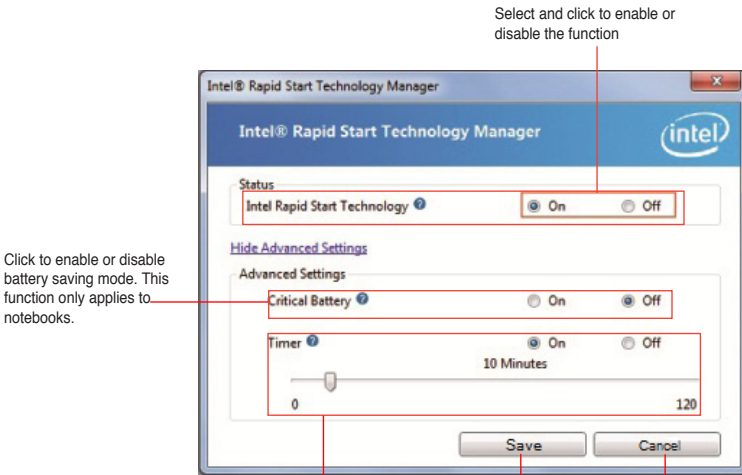 Select and click to enable or
disable the function
Intel® Rapid Start Technology Manager
Intel® Rapid Start Technology Manager
intel
Status
Intel Rapid Start Technology ? On Off
Hide Advanced Settings
Click to enable or disable
battery saving mode. This
function only applies to
notebooks.
Advanced Settings
Critical Battery ? On Off
Timer ? On Off
10 Minutes
0 120
Save Cancel